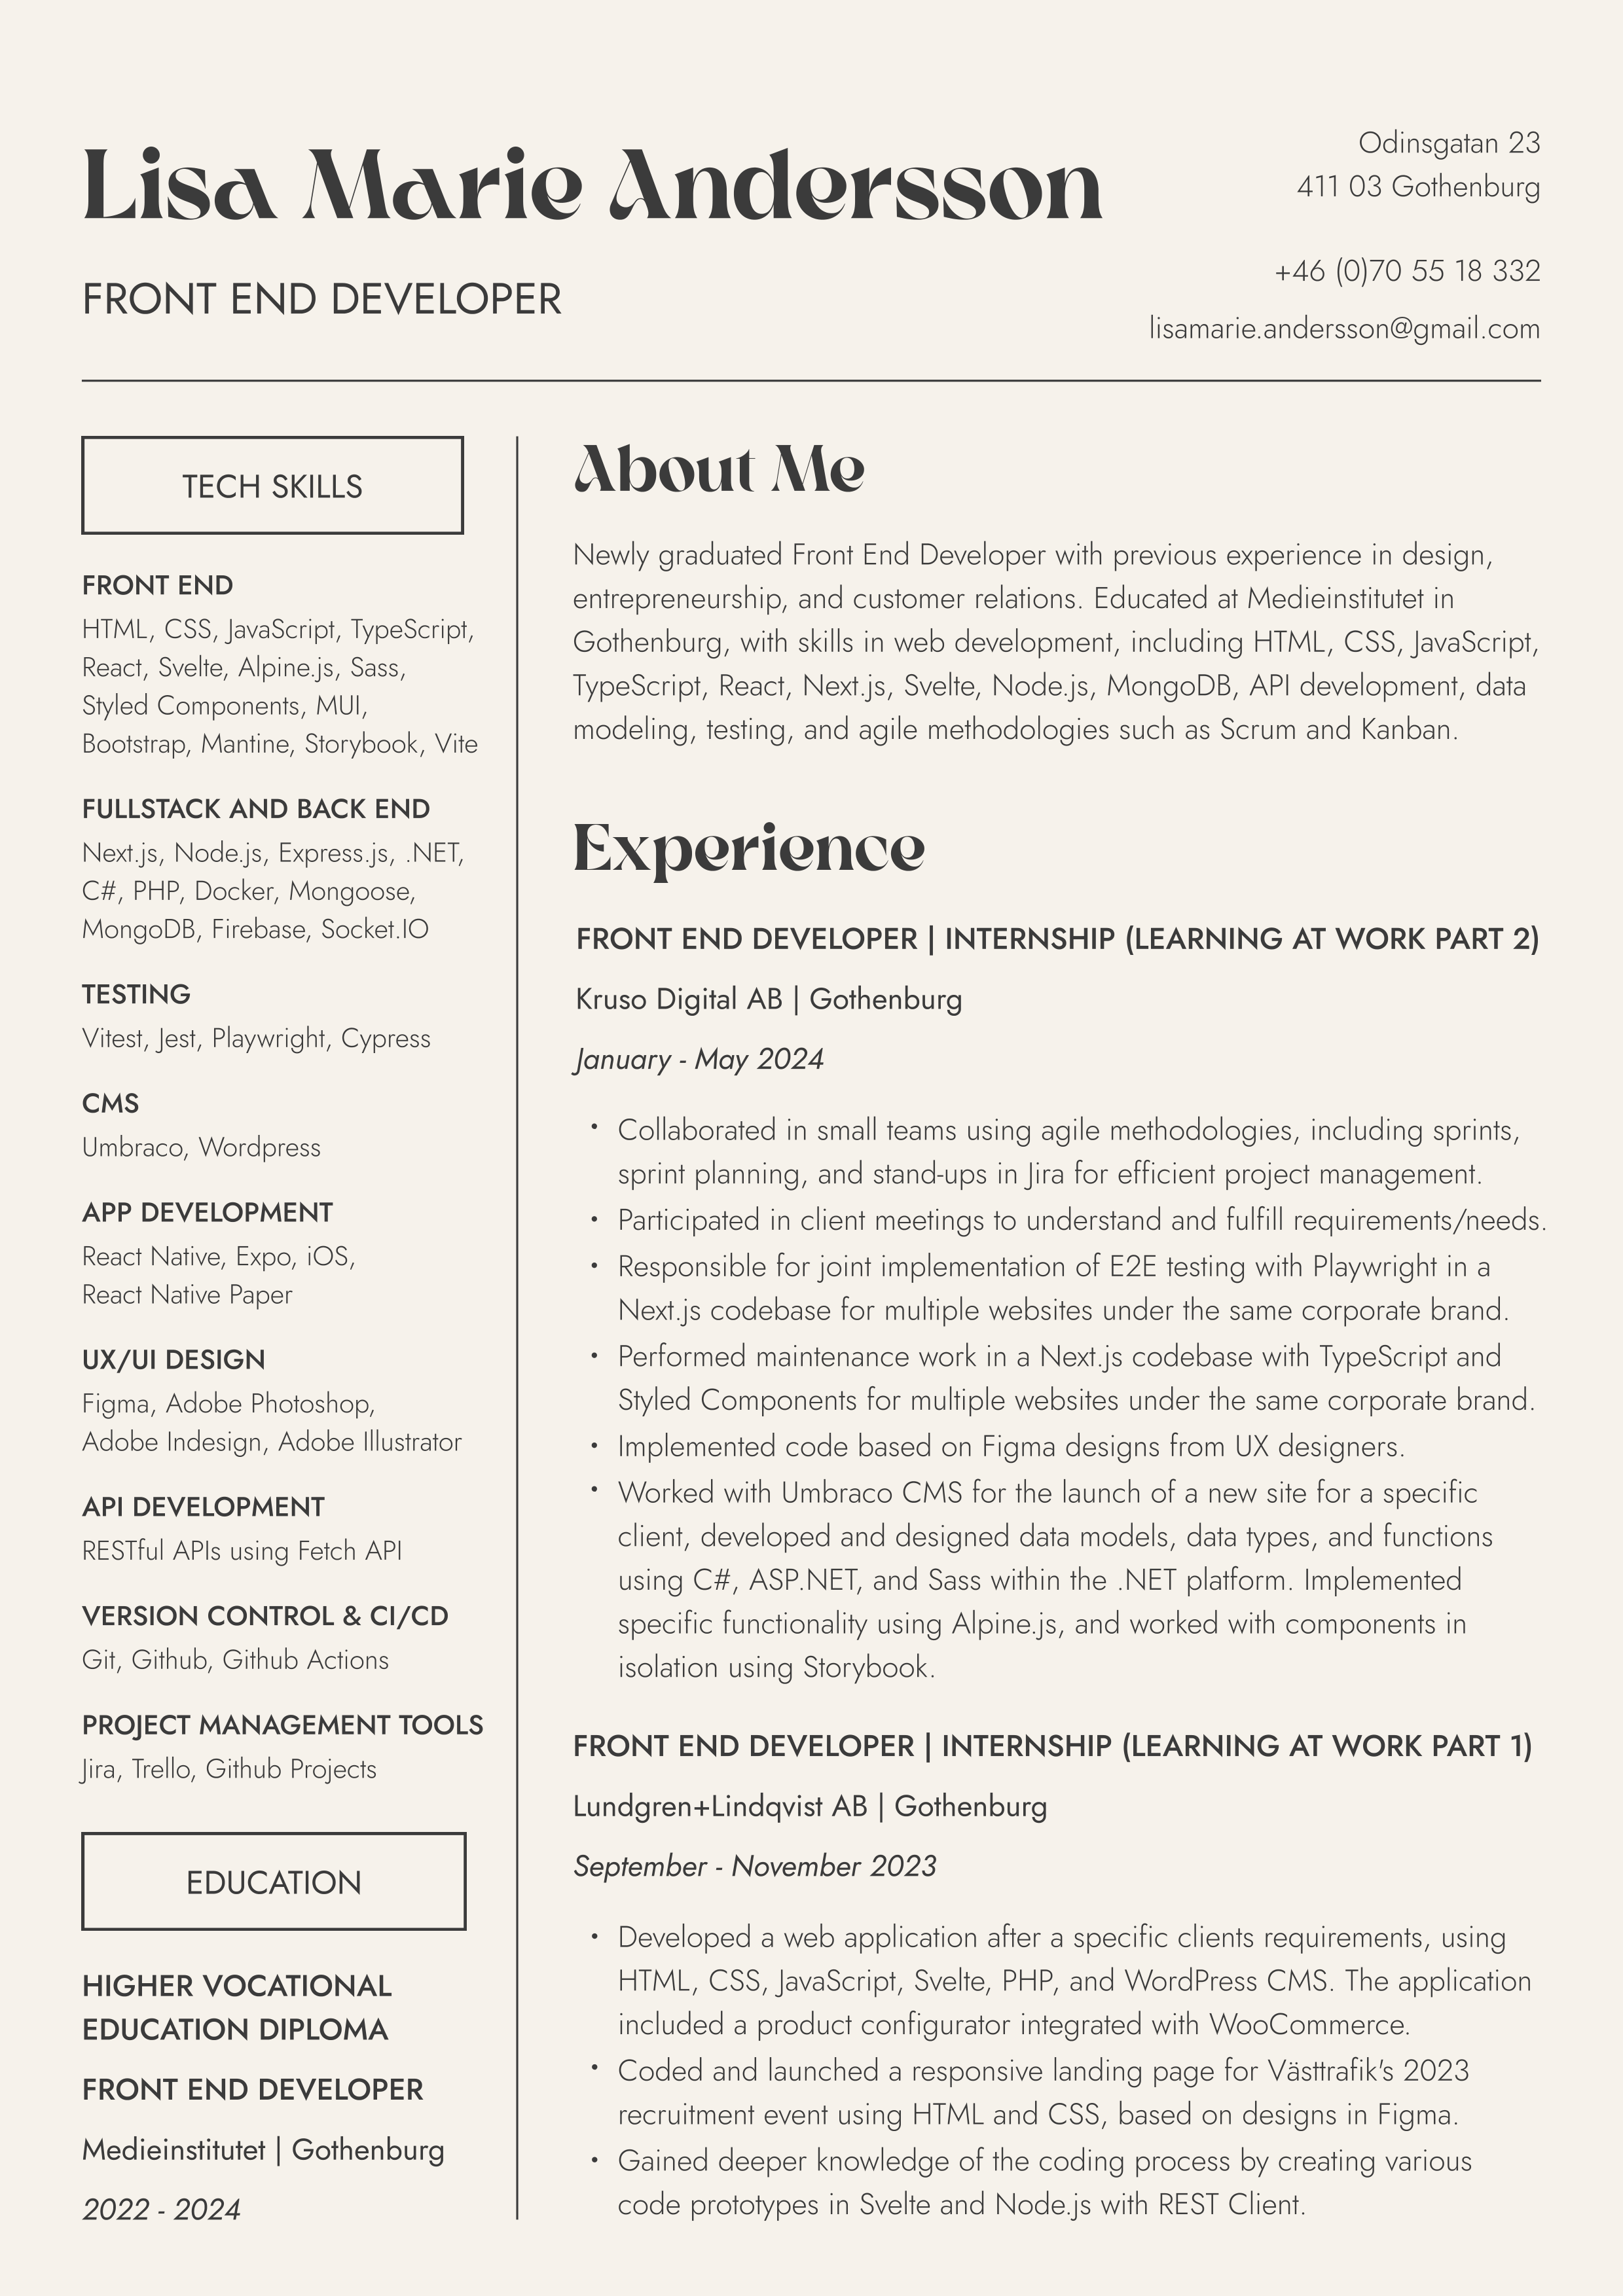 Lisa Marie Andersson
FRONT END DEVELOPER
Odinsgatan 23
411 03 Gothenburg
+46 (0)70 55 18 332
lisamarie.andersson@gmail.com
TECH SKILLS
FRONT END
HTML, CSS, JavaScript, TypeScript,
React, Svelte, Alpine.js, Sass,
Styled Components, MUI,
Bootstrap, Mantine, Storybook, Vite
FULLSTACK AND BACK END
Next.js, Node.js, Express.js, .NET,
C#, PHP, Docker, Mongoose,
MongoDB, Firebase, Socket.IO
TESTING
Vitest, Jest, Playwright, Cypress
CMS
Umbraco, Wordpress
APP DEVELOPMENT
React Native, Expo, iOS,
React Native Paper
UX/UI DESIGN
Figma, Adobe Photoshop,
Adobe Indesign, Adobe Illustrator
API DEVELOPMENT
RESTful APIs using Fetch API
VERSION CONTROL & CI/CD
Git, Github, Github Actions
PROJECT MANAGEMENT TOOLS
Jira, Trello, Github Projects
EDUCATION
HIGHER VOCATIONAL
EDUCATION DIPLOMA
FRONT END DEVELOPER
Medieinstitutet | Gothenburg
2022 - 2024
About Me
Newly graduated Front End Developer with previous experience in design,
entrepreneurship, and customer relations. Educated at Medieinstitutet in
Gothenburg, with skills in web development, including HTML, CSS, JavaScript,
TypeScript, React, Next.js, Svelte, Node.js, MongoDB, API development, data
modeling, testing, and agile methodologies such as Scrum and Kanban.
Experience
FRONT END DEVELOPER | INTERNSHIP (LEARNING AT WORK PART 2)
Kruso Digital AB | Gothenburg
January - May 2024
• Collaborated in small teams using agile methodologies, including sprints,
sprint planning, and stand-ups in Jira for efficient project management.
• Participated in client meetings to understand and fulfill requirements/needs.
• Responsible for joint implementation of E2E testing with Playwright in a
Next.js codebase for multiple websites under the same corporate brand.
• Performed maintenance work in a Next.js codebase with TypeScript and
Styled Components for multiple websites under the same corporate brand.
• Implemented code based on Figma designs from UX designers.
• Worked with Umbraco CMS for the launch of a new site for a specific
client, developed and designed data models, data types, and functions
using C#, ASP.NET, and Sass within the .NET platform. Implemented
specific functionality using Alpine.js, and worked with components in
isolation using Storybook.
FRONT END DEVELOPER | INTERNSHIP (LEARNING AT WORK PART 1)
Lundgren+Lindqvist AB | Gothenburg
September - November 2023
• Developed a web application after a specific clients requirements, using
HTML, CSS, JavaScript, Svelte, PHP, and WordPress CMS. The application
included a product configurator integrated with WooCommerce.
• Coded and launched a responsive landing page for Västtrafik's 2023
recruitment event using HTML and CSS, based on designs in Figma.
• Gained deeper knowledge of the coding process by creating various
code prototypes in Svelte and Node.js with REST Client.